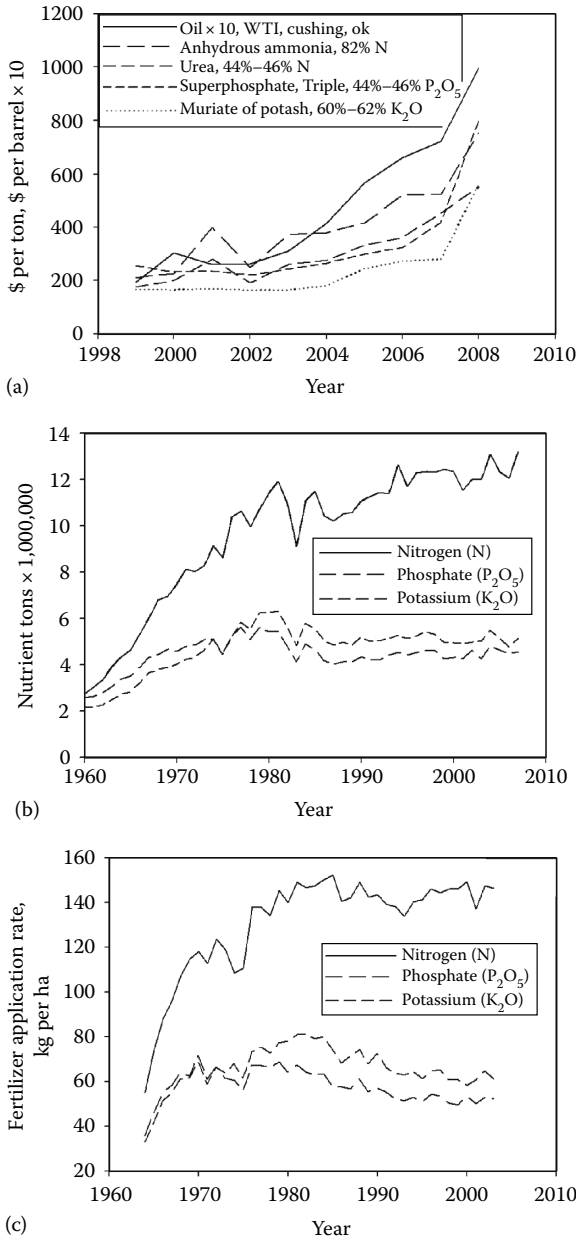 Oil × 10, WTI, cushing, ok
Anhydrous ammonia, 82% N
Urea, 44%–46% N
Superphosphate, Triple, 44%–46% P₂O₅
Muriate of potash, 60%–62% K₂O
$ per ton, $ per barrel × 10
1200
1000
800
600
400
200
0
1998 2000 2002 2004 2006 2008 2010
(a)
Year
Nutrient tons × 1,000,000
14
12
10
8
6
4
2
0
Nitrogen (N)
Phosphate (P₂O₅)
Potassium (K₂O)
1960 1970 1980 1990 2000 2010
(b)
Year
Fertilizer application rate,
kg per ha
160
140
120
100
80
60
40
20
Nitrogen (N)
Phosphate (P₂O₅)
Potassium (K₂O)
1960 1970 1980 1990 2000 2010
(c)
Year